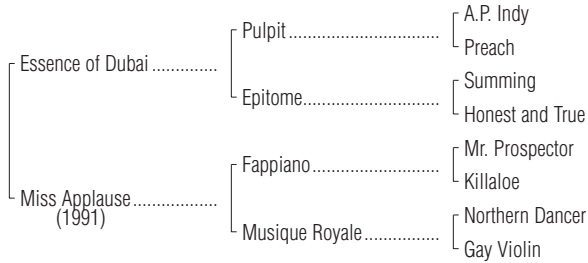 A.P. Indy
Pulpit
Preach
Essence of Dubai
Summing
Epitome
Honest and True
Mr. Prospector
Fappiano
Killaloe
Miss Applause
(1991)
Northern Dancer
Musique Royale
Gay Violin